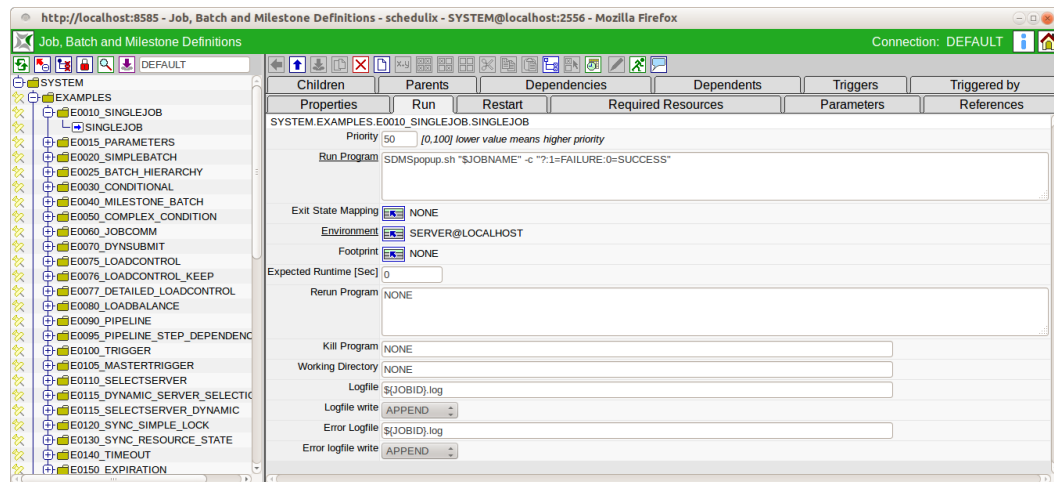 http://localhost:8585 - Job, Batch and Milestone Definitions - schedulix - SYSTEM@localhost:2556 - Mozilla Firefox
Job, Batch and Milestone Definitions
Connection: DEFAULT
DEFAULT
SYSTEM
EXAMPLES
E0010_SINGLEJOB
SINGLEJOB
E0015_PARAMETERS
E0020_SIMPLEBATCH
E0025_BATCH_HIERARCHY
E0030_CONDITIONAL
E0040_MILESTONE_BATCH
E0050_COMPLEX_CONDITION
E0060_JOBCOMM
E0070_DYNSUBMIT
E0075_LOADCONTROL
E0076_LOADCONTROL_KEEP
E0077_DETAILED_LOADCONTROL
E0080_LOADBALANCE
E0090_PIPELINE
E0095_PIPELINE_STEP_DEPENDENC
E0100_TRIGGER
E0105_MASTERTRIGGER
E0110_SELECTSERVER
E0115_DYNAMIC_SERVER_SELECTIO
E0115_SELECTSERVER_DYNAMIC
E0120_SYNC_SIMPLE_LOCK
E0130_SYNC_RESOURCE_STATE
E0140_TIMEOUT
E0150_EXPIRATION
Children Parents Dependencies Dependents Triggers Triggered by
Properties Run Restart Required Resources Parameters References
SYSTEM.EXAMPLES.E0010_SINGLEJOB.SINGLEJOB
Priority 50 [0,100] lower value means higher priority
Run Program SDMSpopup.sh "$JOBNAME" -c "?:1=FAILURE:0=SUCCESS"
Exit State Mapping NONE
Environment SERVER@LOCALHOST
Footprint NONE
Expected Runtime [Sec] 0
Rerun Program NONE
Kill Program NONE
Working Directory NONE
Logfile ${JOBID}.log
Logfile write APPEND
Error Logfile ${JOBID}.log
Error logfile write APPEND